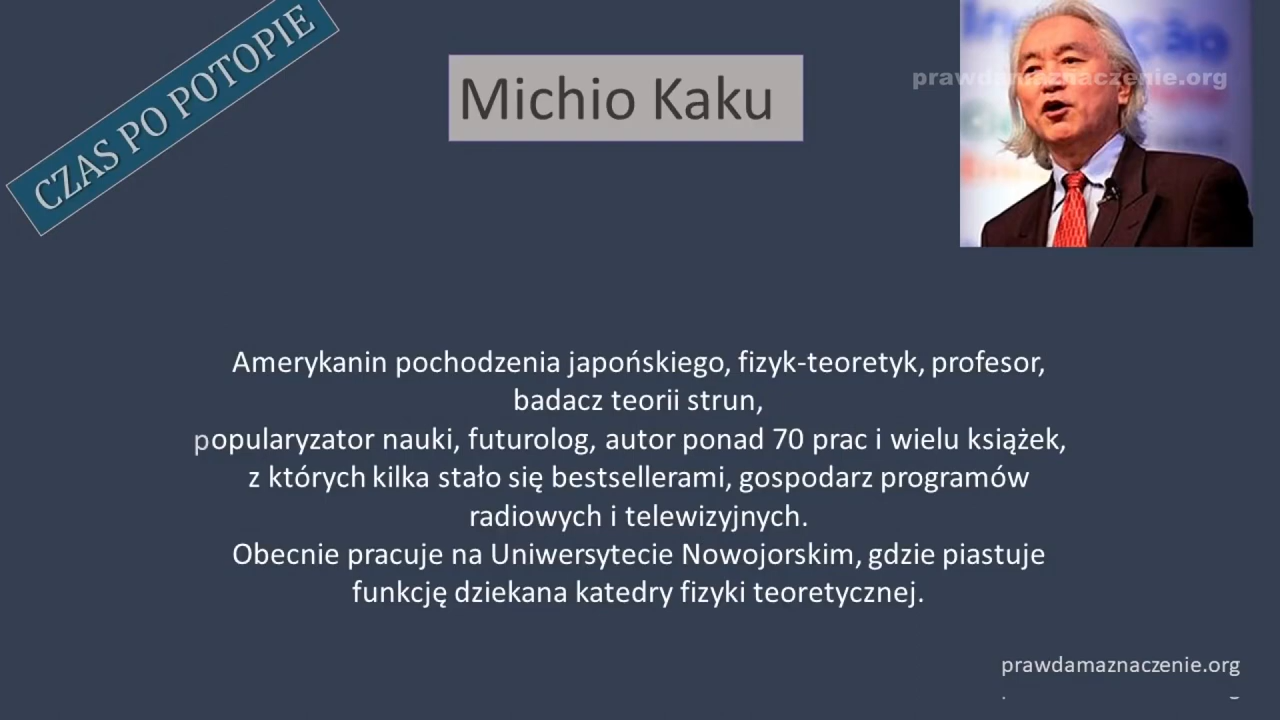 CZAS PO POTOPIE
Michio Kaku
prawdamaznaczenie.org
Amerykanin pochodzenia japońskiego, fizyk-teoretyk, profesor,
badacz teorii strun,
popularyzator nauki, futurolog, autor ponad 70 prac i wielu książek,
z których kilka stało się bestsellerami, gospodarz programów
radiowych i telewizyjnych.
Obecnie pracuje na Uniwersytecie Nowojorskim, gdzie piastuje
funkcję dziekana katedry fizyki teoretycznej.
prawdamaznaczenie.org